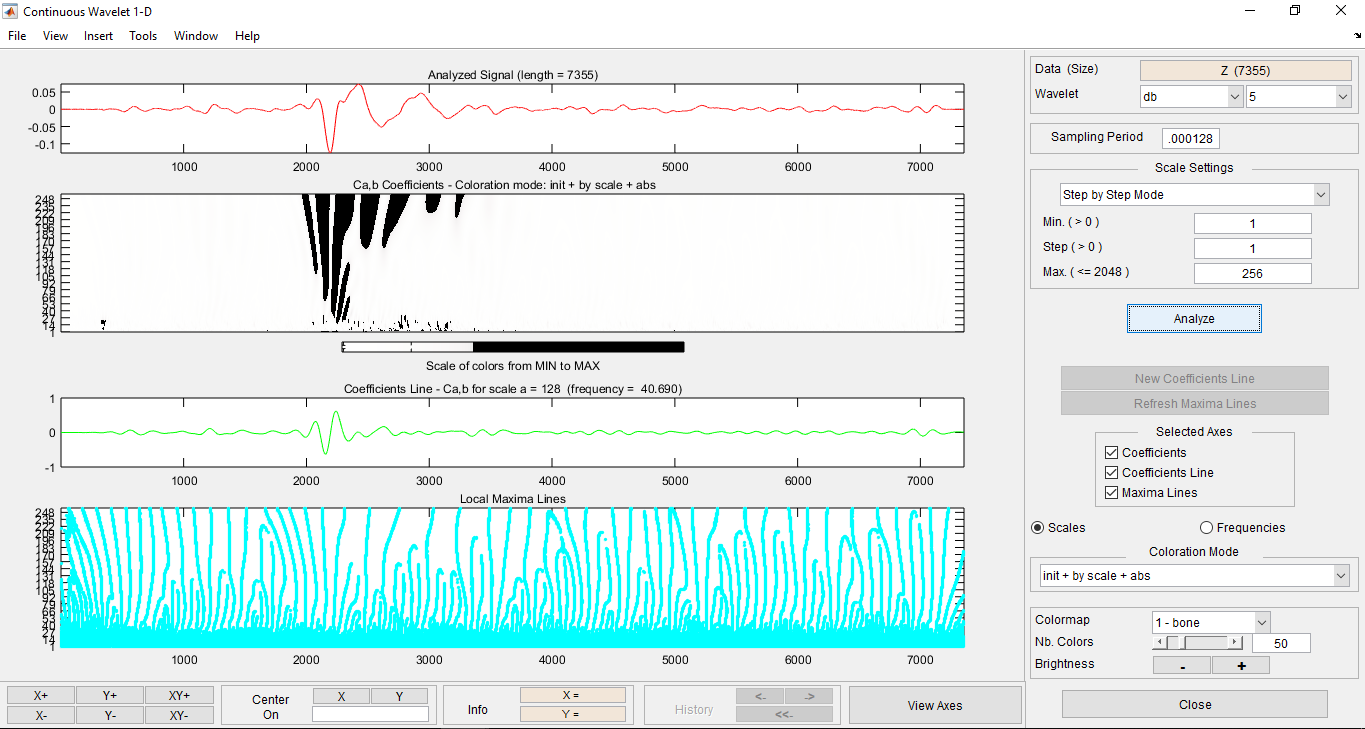 Continuous Wavelet 1-D
File View Insert Tools Window Help
Analyzed Signal (length = 7355)
0.05
0
-0.05
-0.1
1000 2000 3000 4000 5000 6000 7000
Ca,b Coefficients - Coloration mode: init + by scale + abs
248
235
222
209
196
183
170
157
144
131
118
105
92
79
66
53
40
27
14
1
Scale of colors from MIN to MAX
Coefficients Line - Ca,b for scale a = 128 (frequency = 40.690)
1
0
-1
1000 2000 3000 4000 5000 6000 7000
Local Maxima Lines
248
235
222
209
196
183
170
157
144
131
118
105
92
79
66
53
40
27
14
1
1000 2000 3000 4000 5000 6000 7000
Data (Size) Z (7355)
Wavelet db 5
Sampling Period .000128
Scale Settings
Step by Step Mode
Min. ( > 0 ) 1
Step ( > 0 ) 1
Max. ( <= 2048 ) 256
Analyze
New Coefficients Line
Refresh Maxima Lines
Selected Axes
Coefficients
Coefficients Line
Maxima Lines
Scales Frequencies
Coloration Mode
init + by scale + abs
Colormap 1 - bone
Nb. Colors 50
Brightness - +
X+ Y+ XY+
X- Y- XY-
Center
On
X Y
Info
X =
Y =
History
<- ->
<<-
View Axes
Close